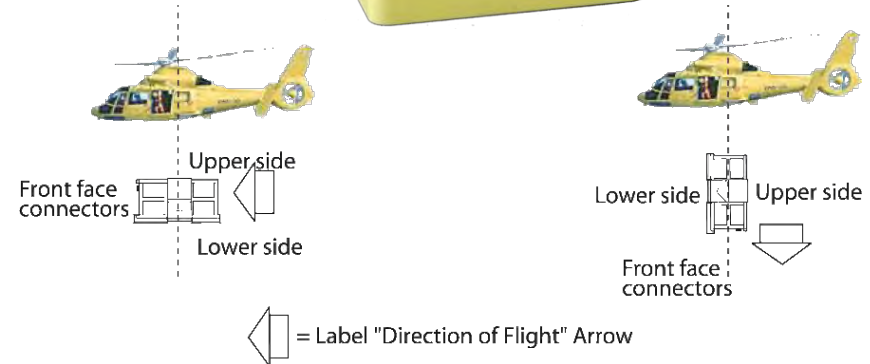 Upper side
Front face
connectors
Lower side
Lower side
Upper side
Front face
connectors
= Label "Direction of Flight" Arrow